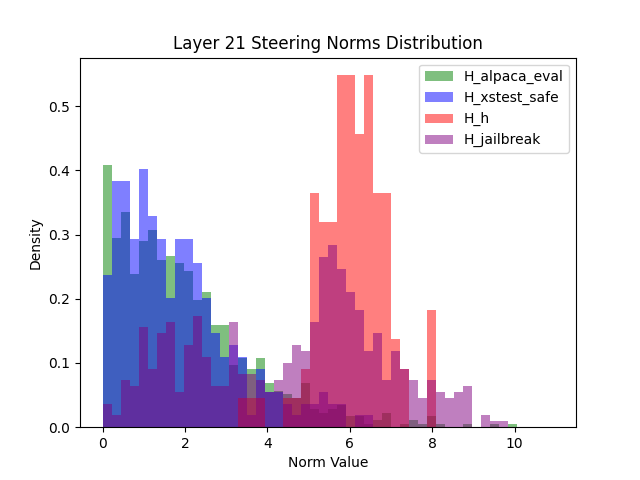 Layer 21 Steering Norms Distribution
H_alpaca_eval
H_xstest_safe
H_h
H_jailbreak
Density
0.5
0.4
0.3
0.2
0.1
0.0
0 2 4 6 8 10
Norm Value